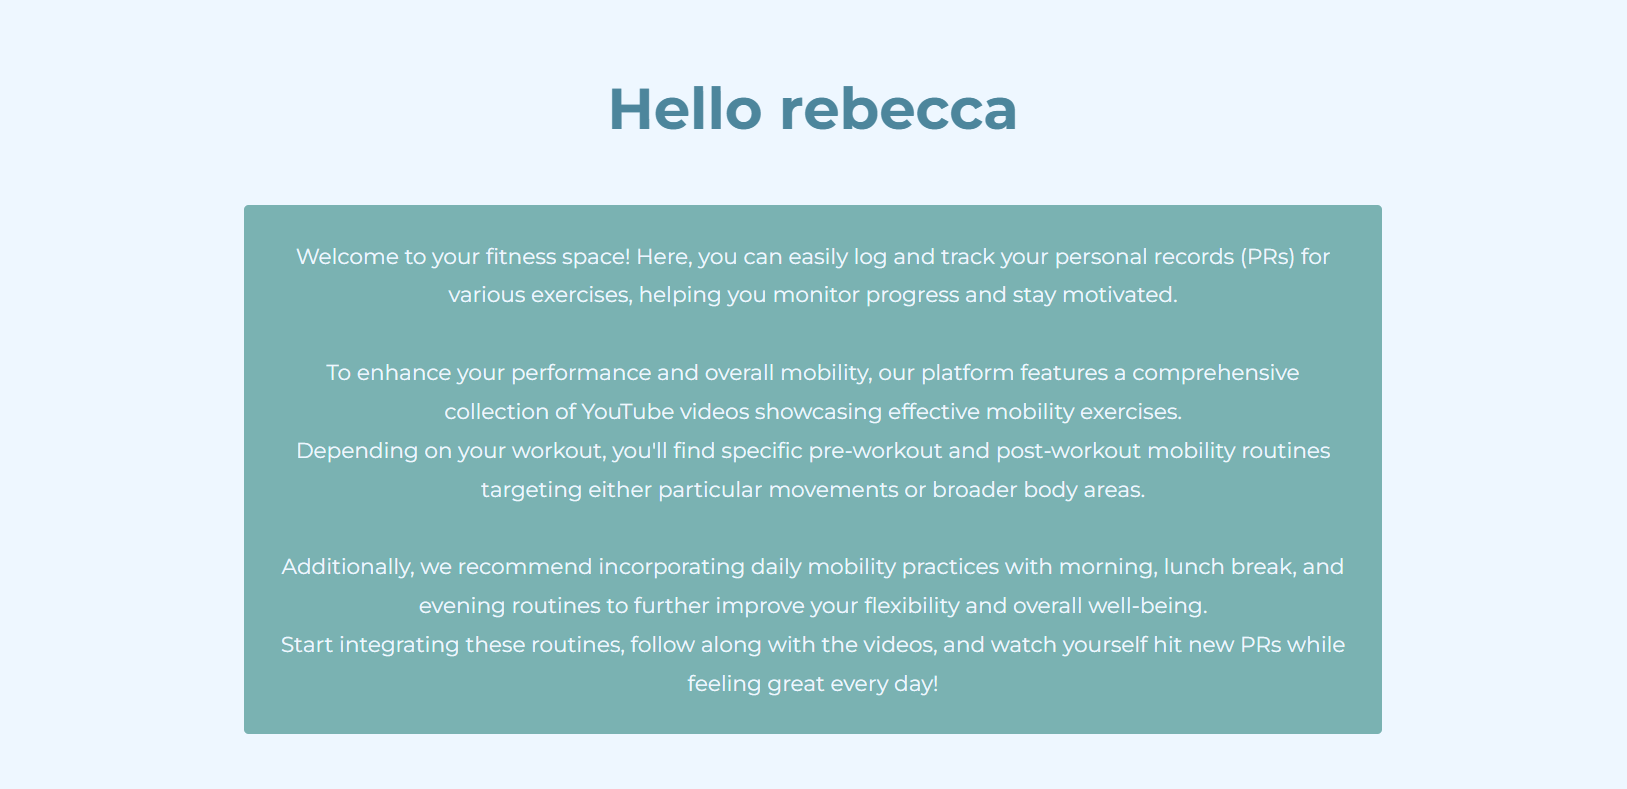 Hello rebecca
Welcome to your fitness space! Here, you can easily log and track your personal records (PRs) for
various exercises, helping you monitor progress and stay motivated.
To enhance your performance and overall mobility, our platform features a comprehensive
collection of YouTube videos showcasing effective mobility exercises.
Depending on your workout, you'll find specific pre-workout and post-workout mobility routines
targeting either particular movements or broader body areas.
Additionally, we recommend incorporating daily mobility practices with morning, lunch break, and
evening routines to further improve your flexibility and overall well-being.
Start integrating these routines, follow along with the videos, and watch yourself hit new PRs while
feeling great every day!